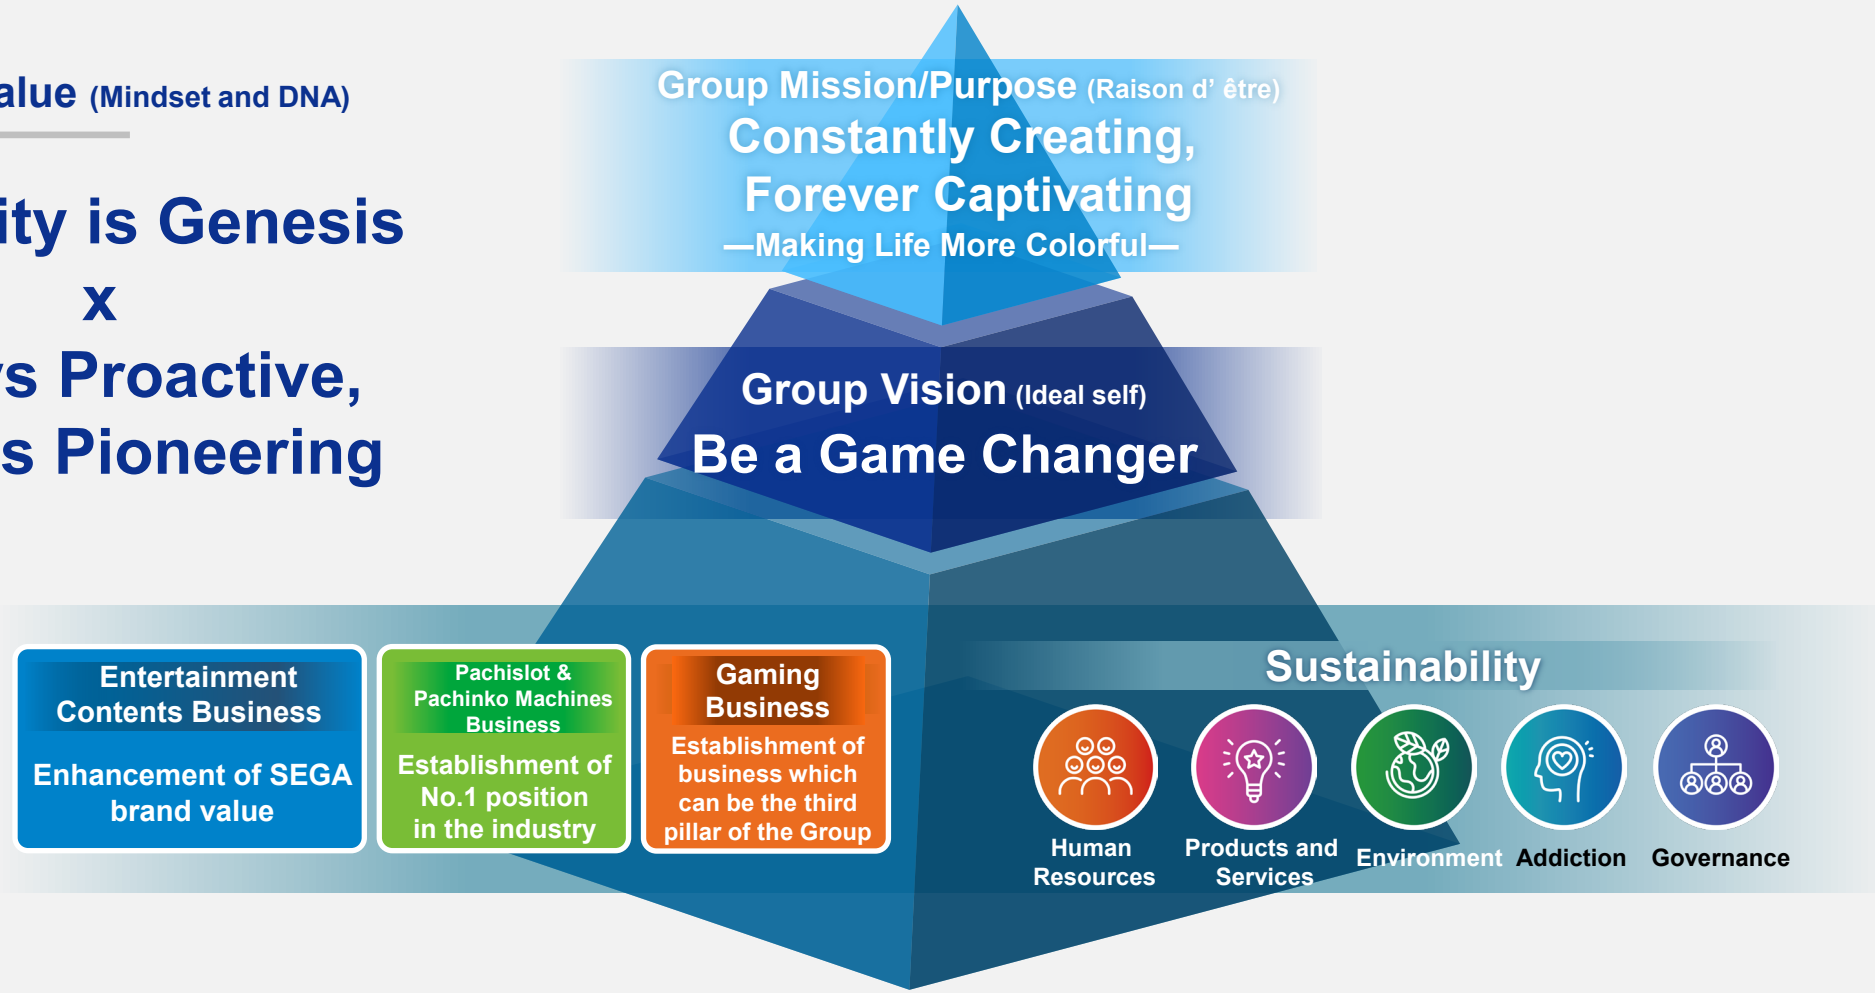 alue (Mindset and DNA)
ity is Genesis
x
s Proactive,
s Pioneering
Group Mission/Purpose (Raison d' être)
Constantly Creating,
Forever Captivating
—Making Life More Colorful—
Group Vision (Ideal self)
Be a Game Changer
Entertainment
Contents Business
Enhancement of SEGA
brand value
Pachislot &
Pachinko Machines
Business
Establishment of
No.1 position
in the industry
Gaming
Business
Establishment of
business which
can be the third
pillar of the Group
Sustainability
Human
Resources
Products and
Services
Environment
Addiction
Governance